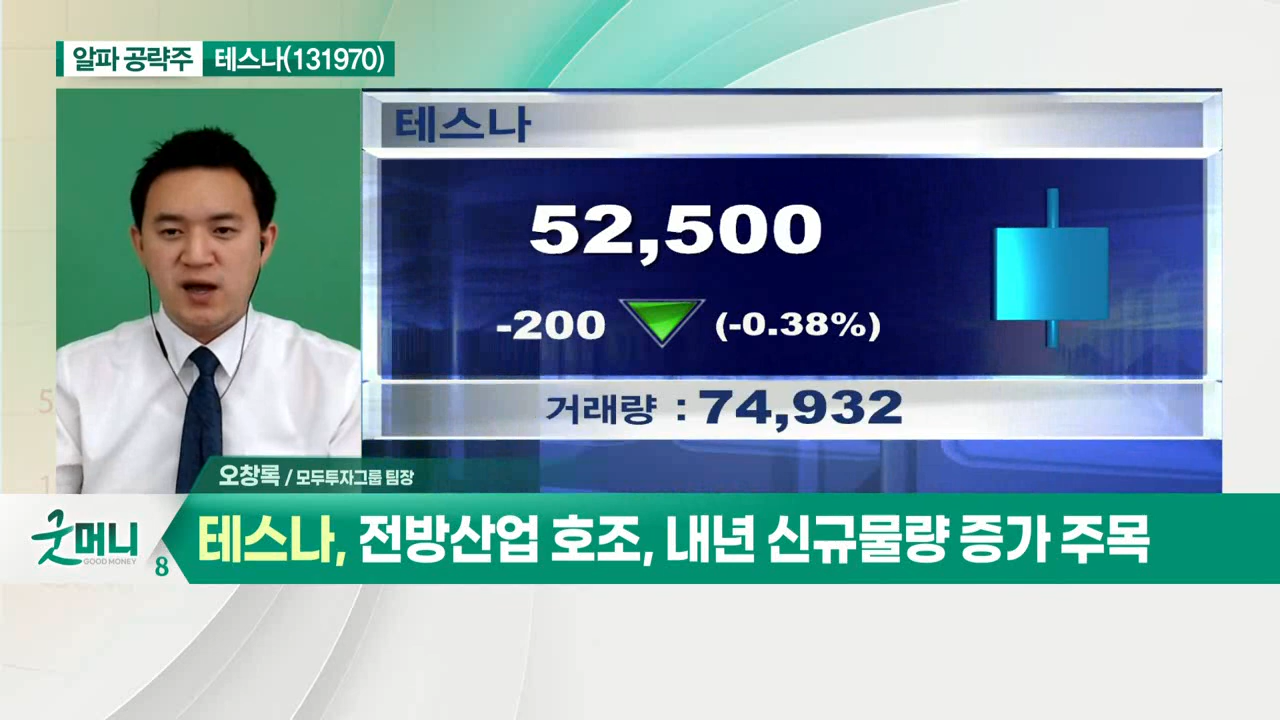 알파 공략주 테스나(131970)
테스나
52,500
-200 (-0.38%)
거래량 : 74,932
오창록 / 모두투자그룹 팀장
굿머니
GOOD MONEY
8
테스나, 전방산업 호조, 내년 신규물량 증가 주목
5
1